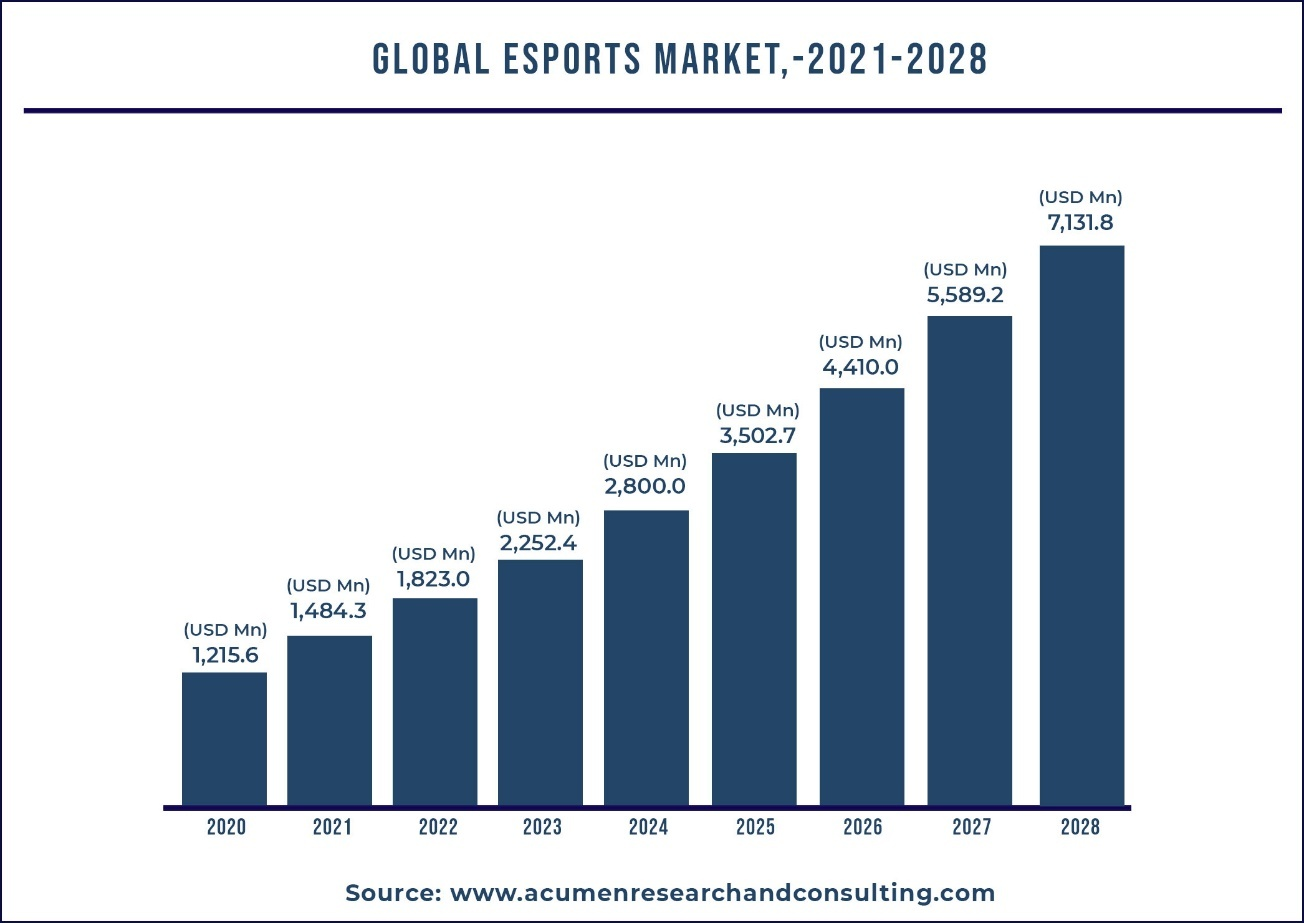 GLOBAL ESPORTS MARKET,-2021-2028
(USD Mn)
7,131.8
(USD Mn)
5,589.2
(USD Mn)
4,410.0
(USD Mn)
3,502.7
(USD Mn)
2,800.0
(USD Mn)
2,252.4
(USD Mn)
1,823.0
(USD Mn)
1,484.3
(USD Mn)
1,215.6
2020 2021 2022 2023 2024 2025 2026 2027 2028
Source: www.acumenresearchandconsulting.com